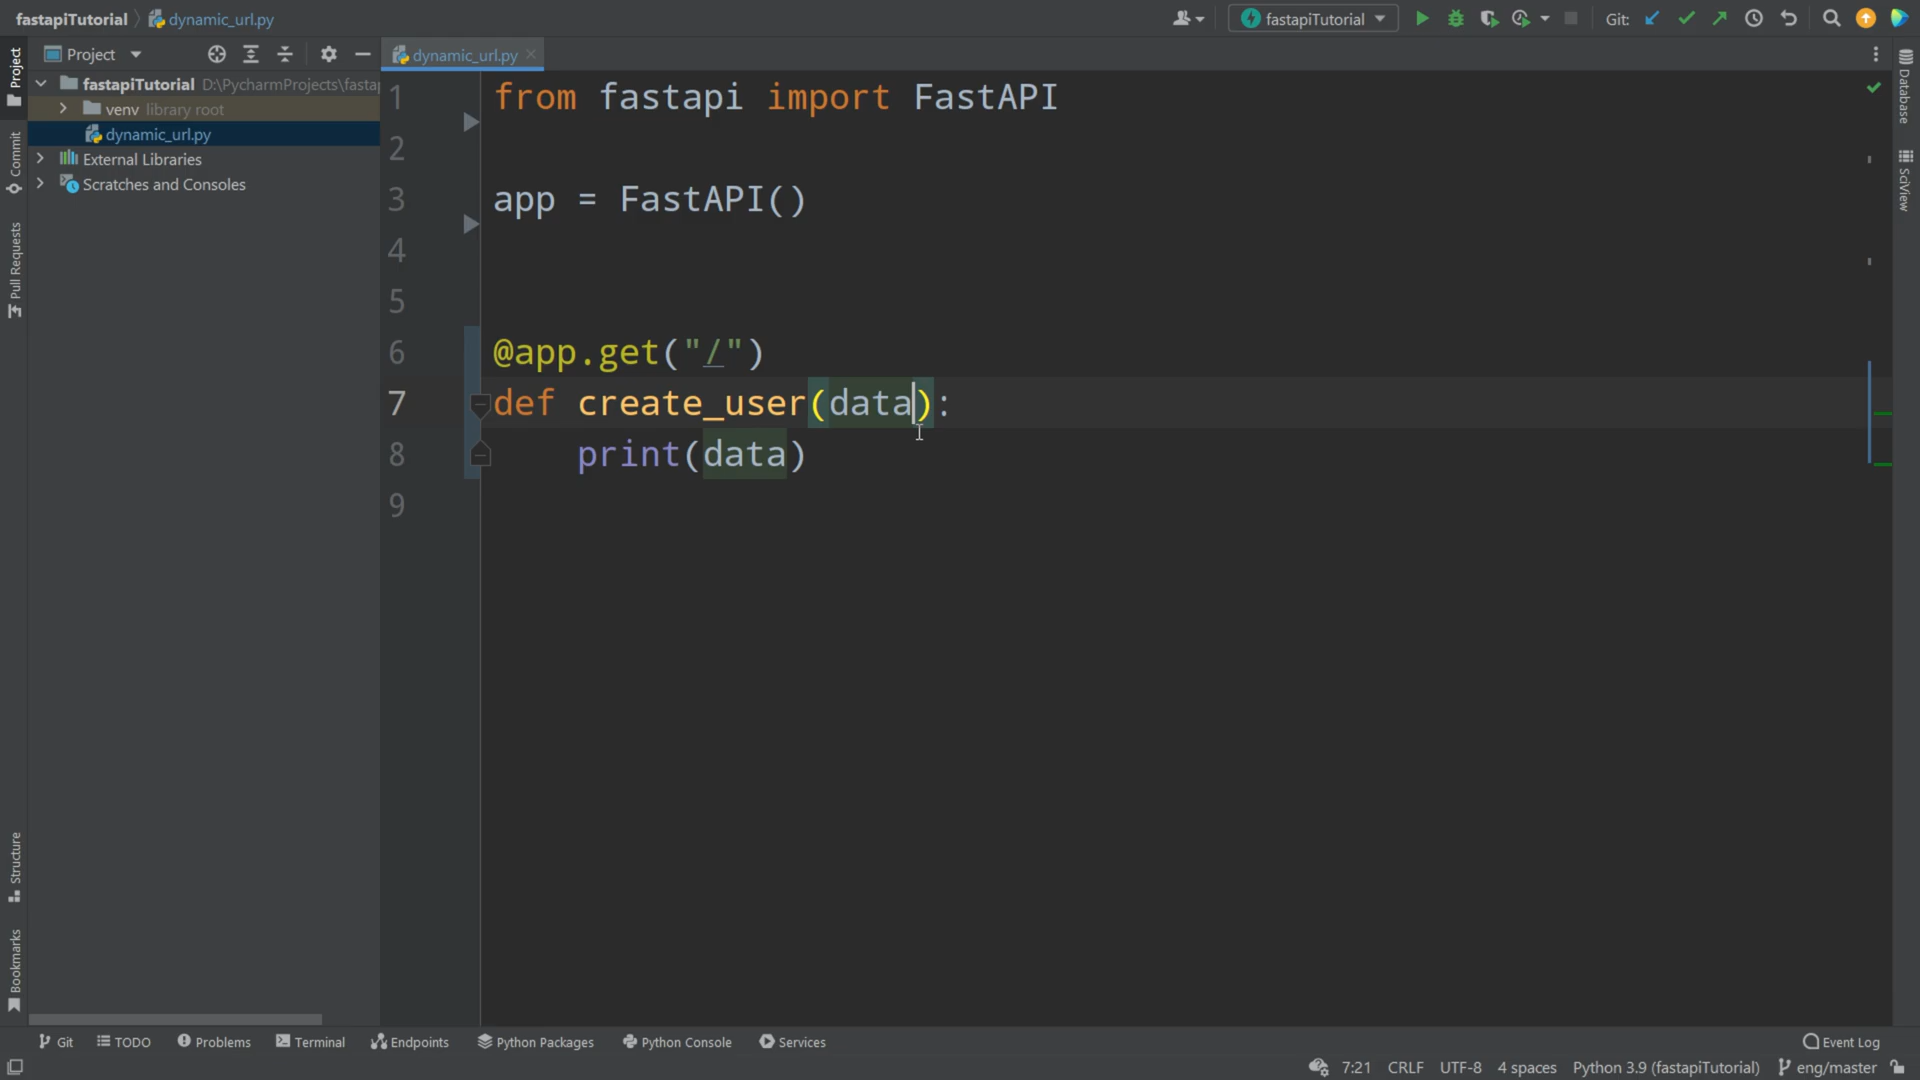 fastapiTutorial
dynamic_url.py
fastapiTutorial
Git:
Project
dynamic_url.py
fastapiTutorial D:\PycharmProjects\fastap
venv library root
dynamic_url.py
External Libraries
Scratches and Consoles
Project
Commit
Pull Requests
Structure
Bookmarks
Database
SciView
1 from fastapi import FastAPI
2
3 app = FastAPI()
4
5
6 @app.get("/")
7 def create_user(data):
8 print(data)
9
Git
TODO
Problems
Terminal
Endpoints
Python Packages
Python Console
Services
Event Log
7:21
CRLF
UTF-8
4 spaces
Python 3.9 (fastapiTutorial)
eng/master